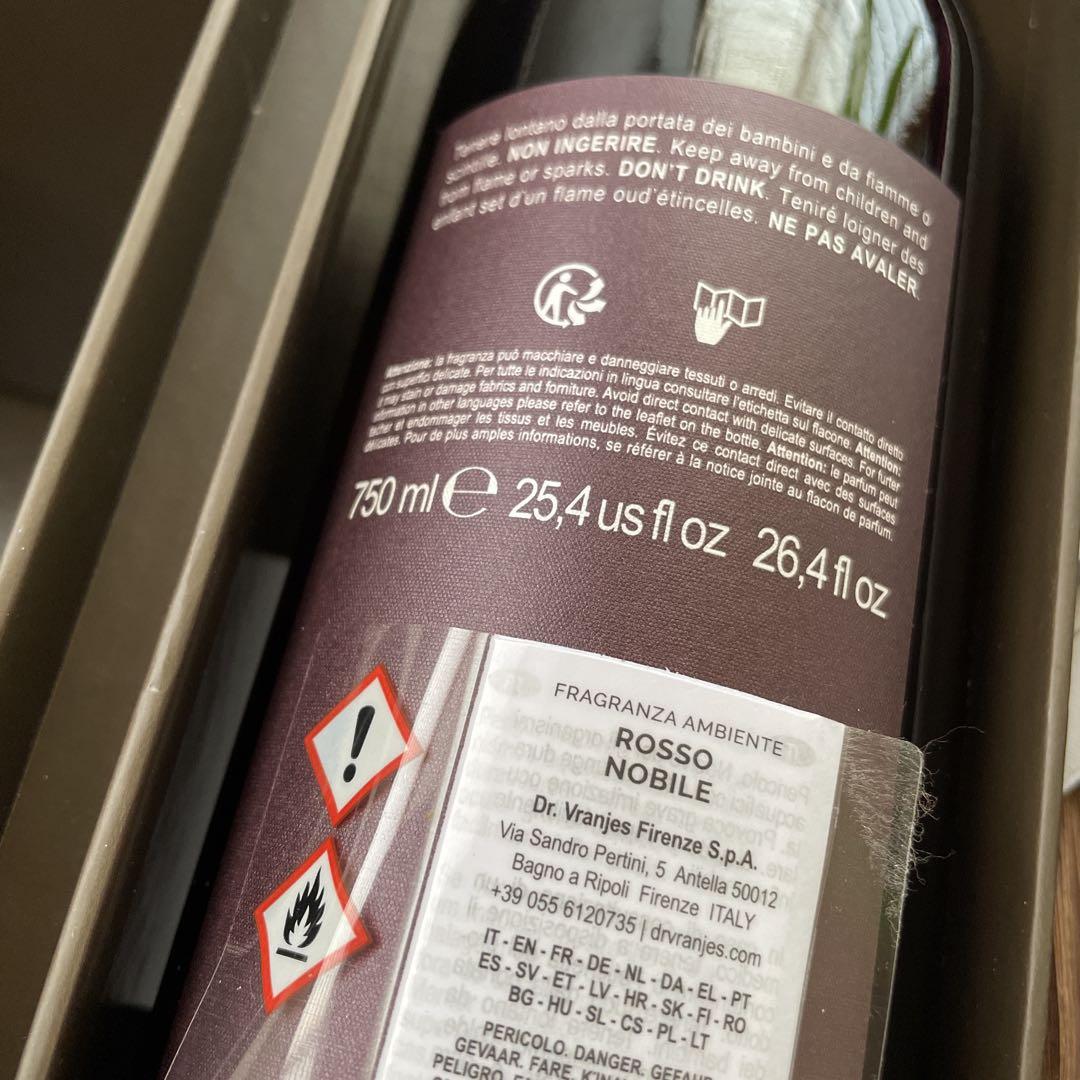 Tenere lontano dalla portata dei bambini e da fiamme o
scintille. NON INGERIRE. Keep away from children and
from flame or sparks. DON'T DRINK. Teniré loigner des
enfant set d'un flame oud'étincelles. NE PAS AVALER.
Attenzione: la fragranza può macchiare e danneggiare tessuti o arredi. Evitare il contatto diretto
con superfici delicate. Per tutte le indicazioni in lingua consultare l'etichetta sul flacone. Attention:
it may stain or damage fabrics and forniture. Avoid direct contact with delicate surfaces. For furter
information in other languages please refer to the leaflet on the bottle. Attention: le parfum peut
tacher et endommager les tissus et les meubles. Évitez ce contact direct avec des surfaces
délicates. Pour de plus amples informations, se référer à la notice jointe au flacon de parfum.
750 ml e 25,4 us fl oz 26,4 fl oz
FRAGRANZA AMBIENTE
ROSSO
NOBILE
Dr. Vranjes Firenze S.p.A.
Via Sandro Pertini, 5 Antella 50012
Bagno a Ripoli Firenze ITALY
+39 055 6120735 | drvranjes.com
IT - EN - FR - DE - NL - DA - EL - PT
ES - SV - ET - LV - HR - SK - FI - RO
BG - HU - SL - CS - PL - LT
PERICOLO. DANGER. GEFAHR.
GEVAAR. FARE.
PELIGRO.